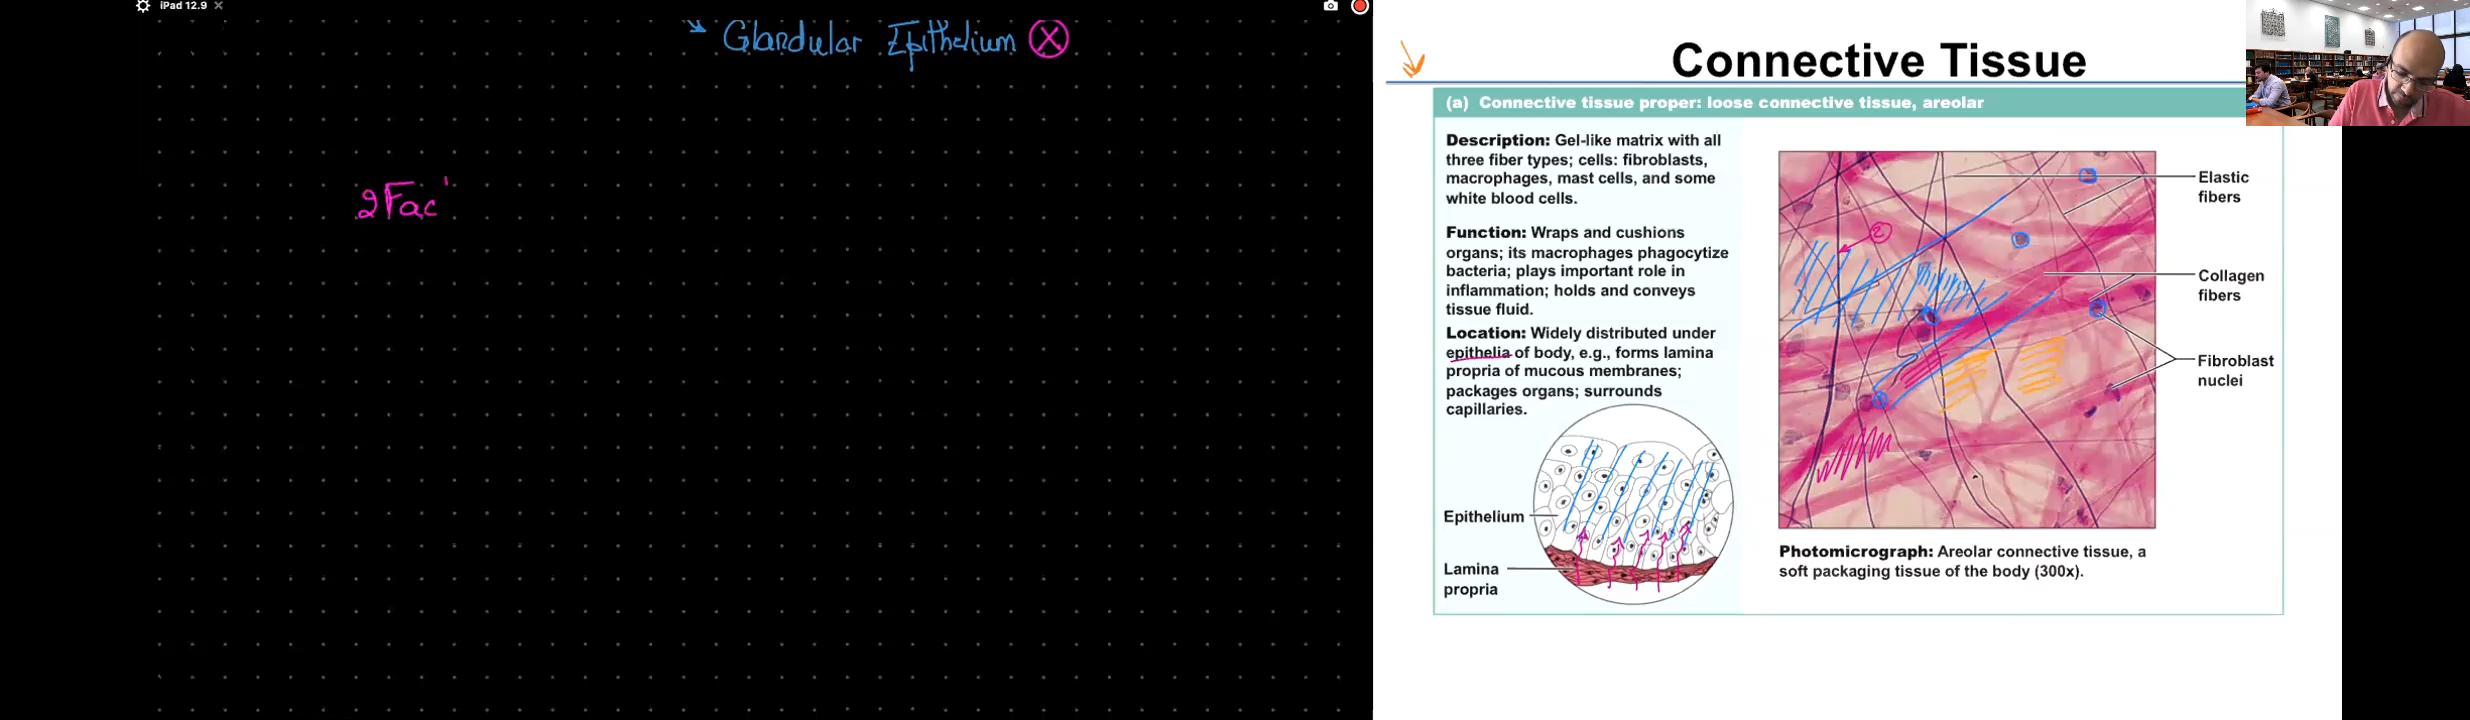 iPad 12.9
Glandular Epithelium X
2 Fac
Connective Tissue
(a) Connective tissue proper: loose connective tissue, areolar
Description: Gel-like matrix with all
three fiber types; cells: fibroblasts,
macrophages, mast cells, and some
white blood cells.
Function: Wraps and cushions
organs; its macrophages phagocytize
bacteria; plays important role in
inflammation; holds and conveys
tissue fluid.
Location: Widely distributed under
epithelia of body, e.g., forms lamina
propria of mucous membranes;
packages organs; surrounds
capillaries.
Epithelium
Lamina
propria
2
Elastic
fibers
Collagen
fibers
Fibroblast
nuclei
Photomicrograph: Areolar connective tissue, a
soft packaging tissue of the body (300x).